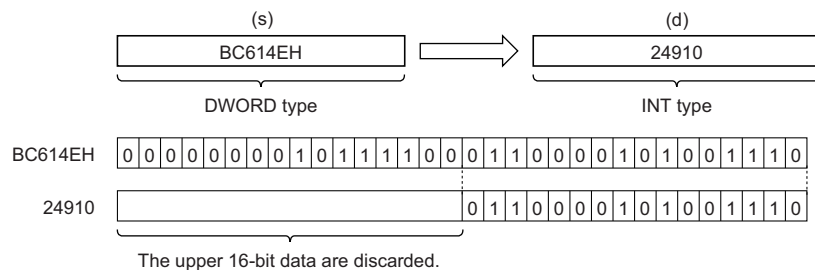 (s) (d)
BC614EH 24910
DWORD type INT type
BC614EH 0 0 0 0 0 0 0 0 1 0 1 1 1 1 0 0 0 1 1 0 0 0 0 1 0 1 0 0 1 1 1 0
24910 0 1 1 0 0 0 0 1 0 1 0 0 1 1 1 0
The upper 16-bit data are discarded.